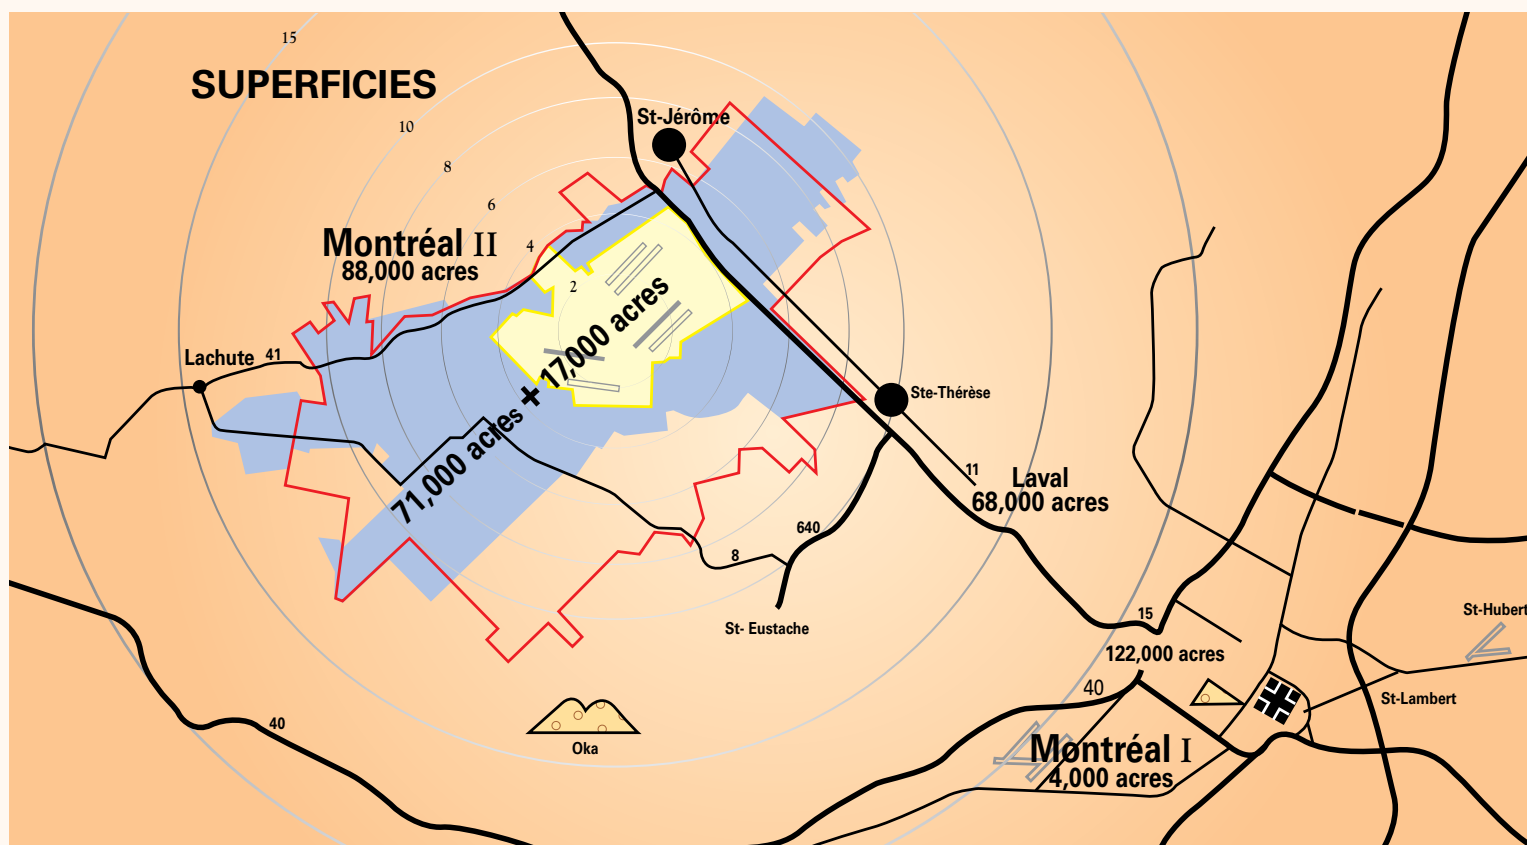 15
SUPERFICIES
10
St-Jérôme
8
6
Montréal II
88,000 acres
4
2
71,000 acres + 17,000 acres
Lachute
41
Ste-Thérèse
11
Laval
68,000 acres
640
8
St- Eustache
15
St-Hubert
122,000 acres
40
St-Lambert
40
Oka
Montréal I
4,000 acres